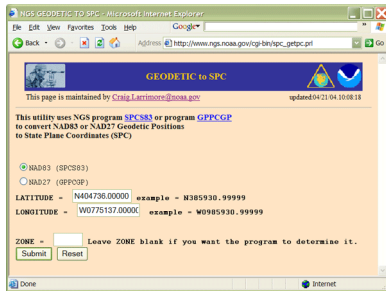 NGS GEODETIC TO SPC - Microsoft Internet Explorer
File Edit View Favorites Tools Help Google
Back Address http://www.ngs.noaa.gov/cgi-bin/spc_getpc.prl Go
GEODETIC to SPC
This page is maintained by Craig.Larrimore@noaa.gov updated:04/21/04.10:08:18
This utility uses NGS program SPCS83 or program GPPCGP
to convert NAD83 or NAD27 Geodetic Positions
to State Plane Coordinates (SPC)
NAD83 (SPCS83)
NAD27 (GPPCGP)
LATITUDE = N404736.00000 example = N385930.99999
LONGITUDE = W0775137.0000 example = W0985930.99999
ZONE = Leave ZONE blank if you want the program to determine it.
Submit Reset
Done Internet